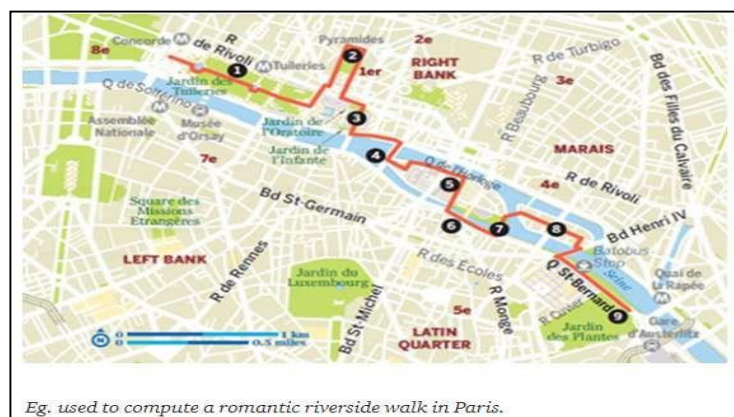 R
de Rivoli
Concorde M
8e
Pyramides
2e
R de Turbigo
1
M Tuileries
2
1er
RIGHT
BANK
3e
R Beaubourg
Bd des Filles du Calvaire
Jardin des
Tuileries
Q de Solférino
M
Assemblée
Nationale
Musée
d'Orsay
Jardin de
l'Oratoire
3
Jardin de
l'Infante
4
MARAIS
7e
Q de l'Horloge
5
4e
R de Rivoli
Square des
Missions
Etrangères
Bd St-Germain
6
7
8
Bd Henri IV
Batobus
Stop
LEFT BANK
R de Rennes
R des Écoles
Seine
Q St-Bernard
Quai de
la Rapée
M
Jardin du
Luxembourg
Bd St-Michel
R Monge
R Cuvier
9
5e
Jardin
des Plantes
Gare
d'Austerlitz
LATIN
QUARTER
N
0 1 km
0 0.5 miles
Eg. used to compute a romantic riverside walk in Paris.